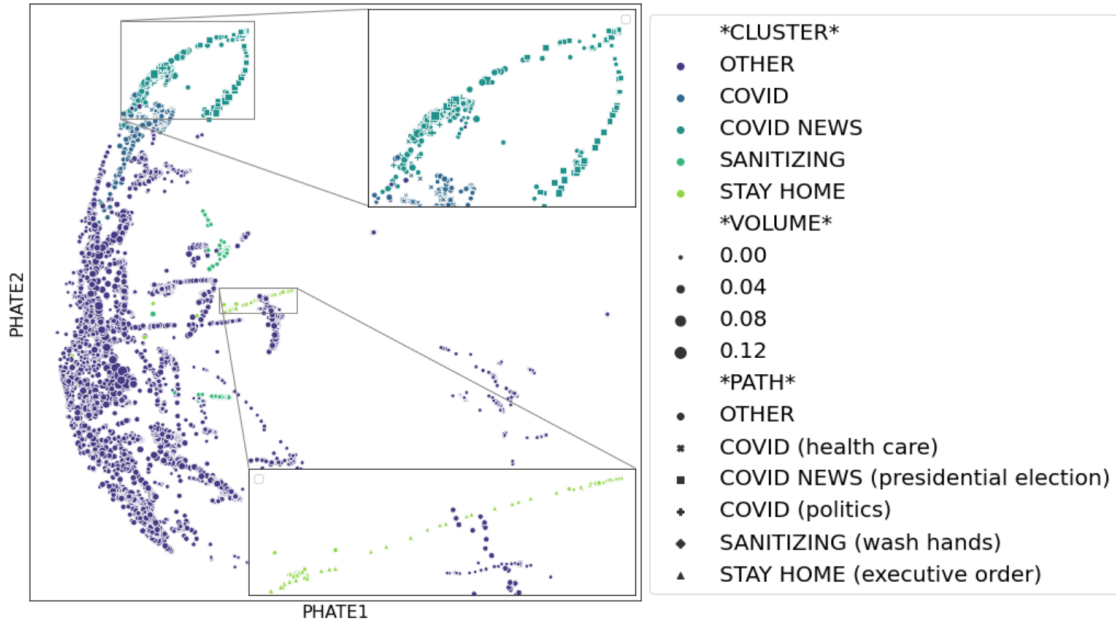 PHATE2
PHATE1
*CLUSTER*
OTHER
COVID
COVID NEWS
SANITIZING
STAY HOME
*VOLUME*
0.00
0.04
0.08
0.12
*PATH*
OTHER
COVID (health care)
COVID NEWS (presidential election)
COVID (politics)
SANITIZING (wash hands)
STAY HOME (executive order)